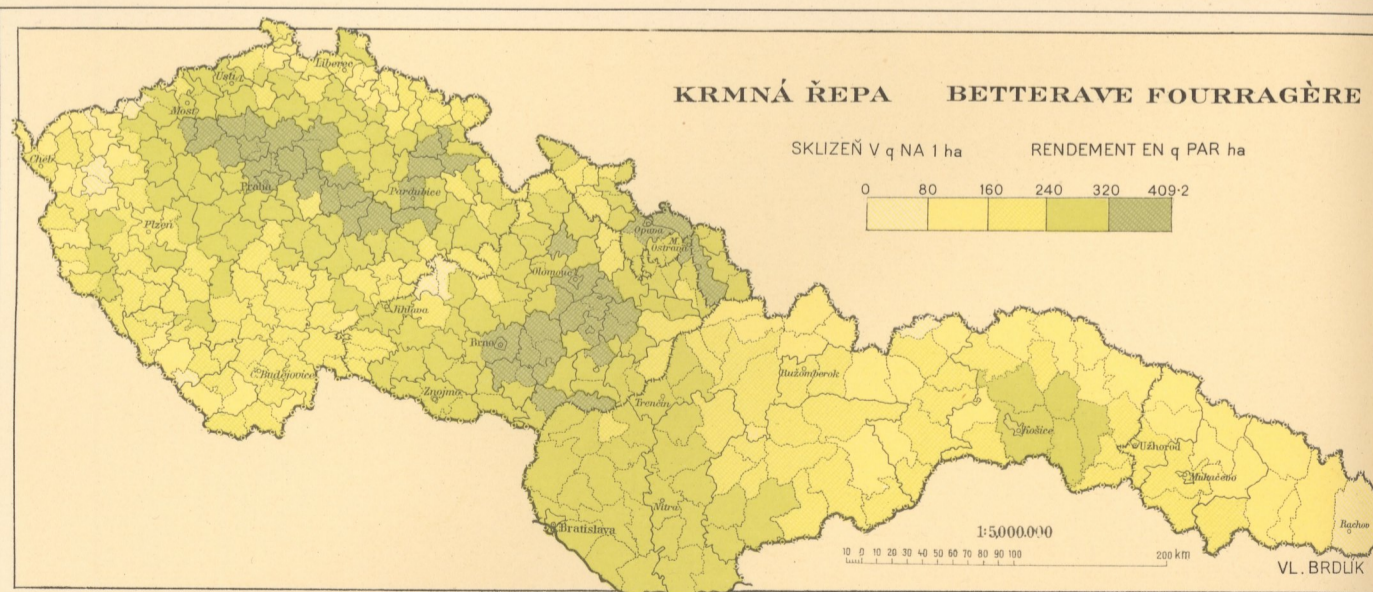 KRMNÁ ŘEPA BETTERAVE FOURRAGÈRE
SKLIZEŇ V q NA 1 ha RENDEMENT EN q PAR ha
0 80 160 240 320 409·2
Liberec
Ústí
Most
Cheb
Praha
Pardubice
Plzeň
Opava
M. Ostrava
Olomouc
Jihlava
Brno
Č. Budějovice
Znojmo
Trenčín
Ružomberok
Košice
Užhorod
Mukačevo
Nitra
Bratislava
Rachov
1:5,000.000
10 0 10 20 30 40 50 60 70 80 90 100 200 km
VL. BRDLÍK